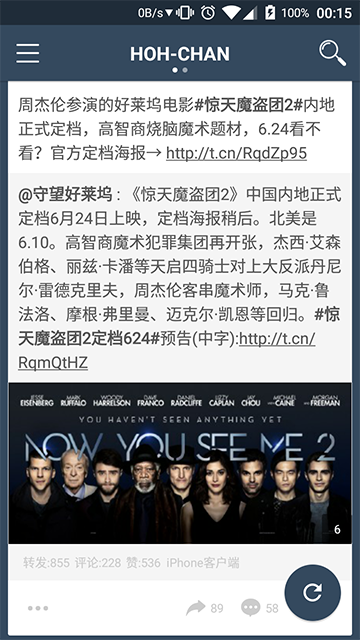 0B/s 100% 00:15
HOH-CHAN
周杰伦参演的好莱坞电影#惊天魔盗团2#内地
正式定档，高智商烧脑魔术题材，6.24看不
看？官方定档海报→ http://t.cn/RqdZp95
@守望好莱坞：《惊天魔盗团2》中国内地正式
定档6月24日上映，定档海报稍后。北美是
6.10。高智商魔术犯罪集团再开张，杰西·艾森
伯格、丽兹·卡潘等天启四骑士对上大反派丹尼
尔·雷德克里夫，周杰伦客串魔术师，马克·鲁
法洛、摩根·弗里曼、迈克尔·凯恩等回归。#惊
天魔盗团2定档624#预告(中字):http://t.cn/
RqmQtHZ
JESSE EISENBERG MARK RUFFALO WOODY HARRELSON DAVE FRANCO DANIEL RADCLIFFE LIZZY CAPLAN JAY CHOU MICHAEL CAINE MORGAN FREEMAN
YOU HAVEN'T SEEN ANYTHING YET
NOW YOU SEE ME 2
6
转发:855 评论:228 赞:536 iPhone客户端
89 58